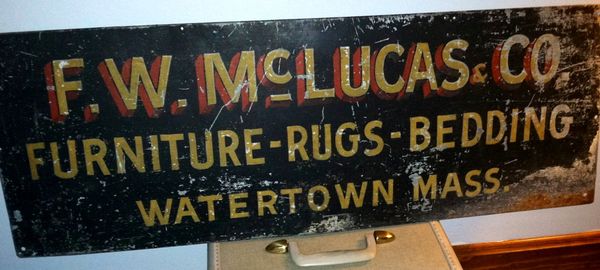 F.W. McLUCAS & CO.
FURNITURE-RUGS-BEDDING
WATERTOWN MASS.